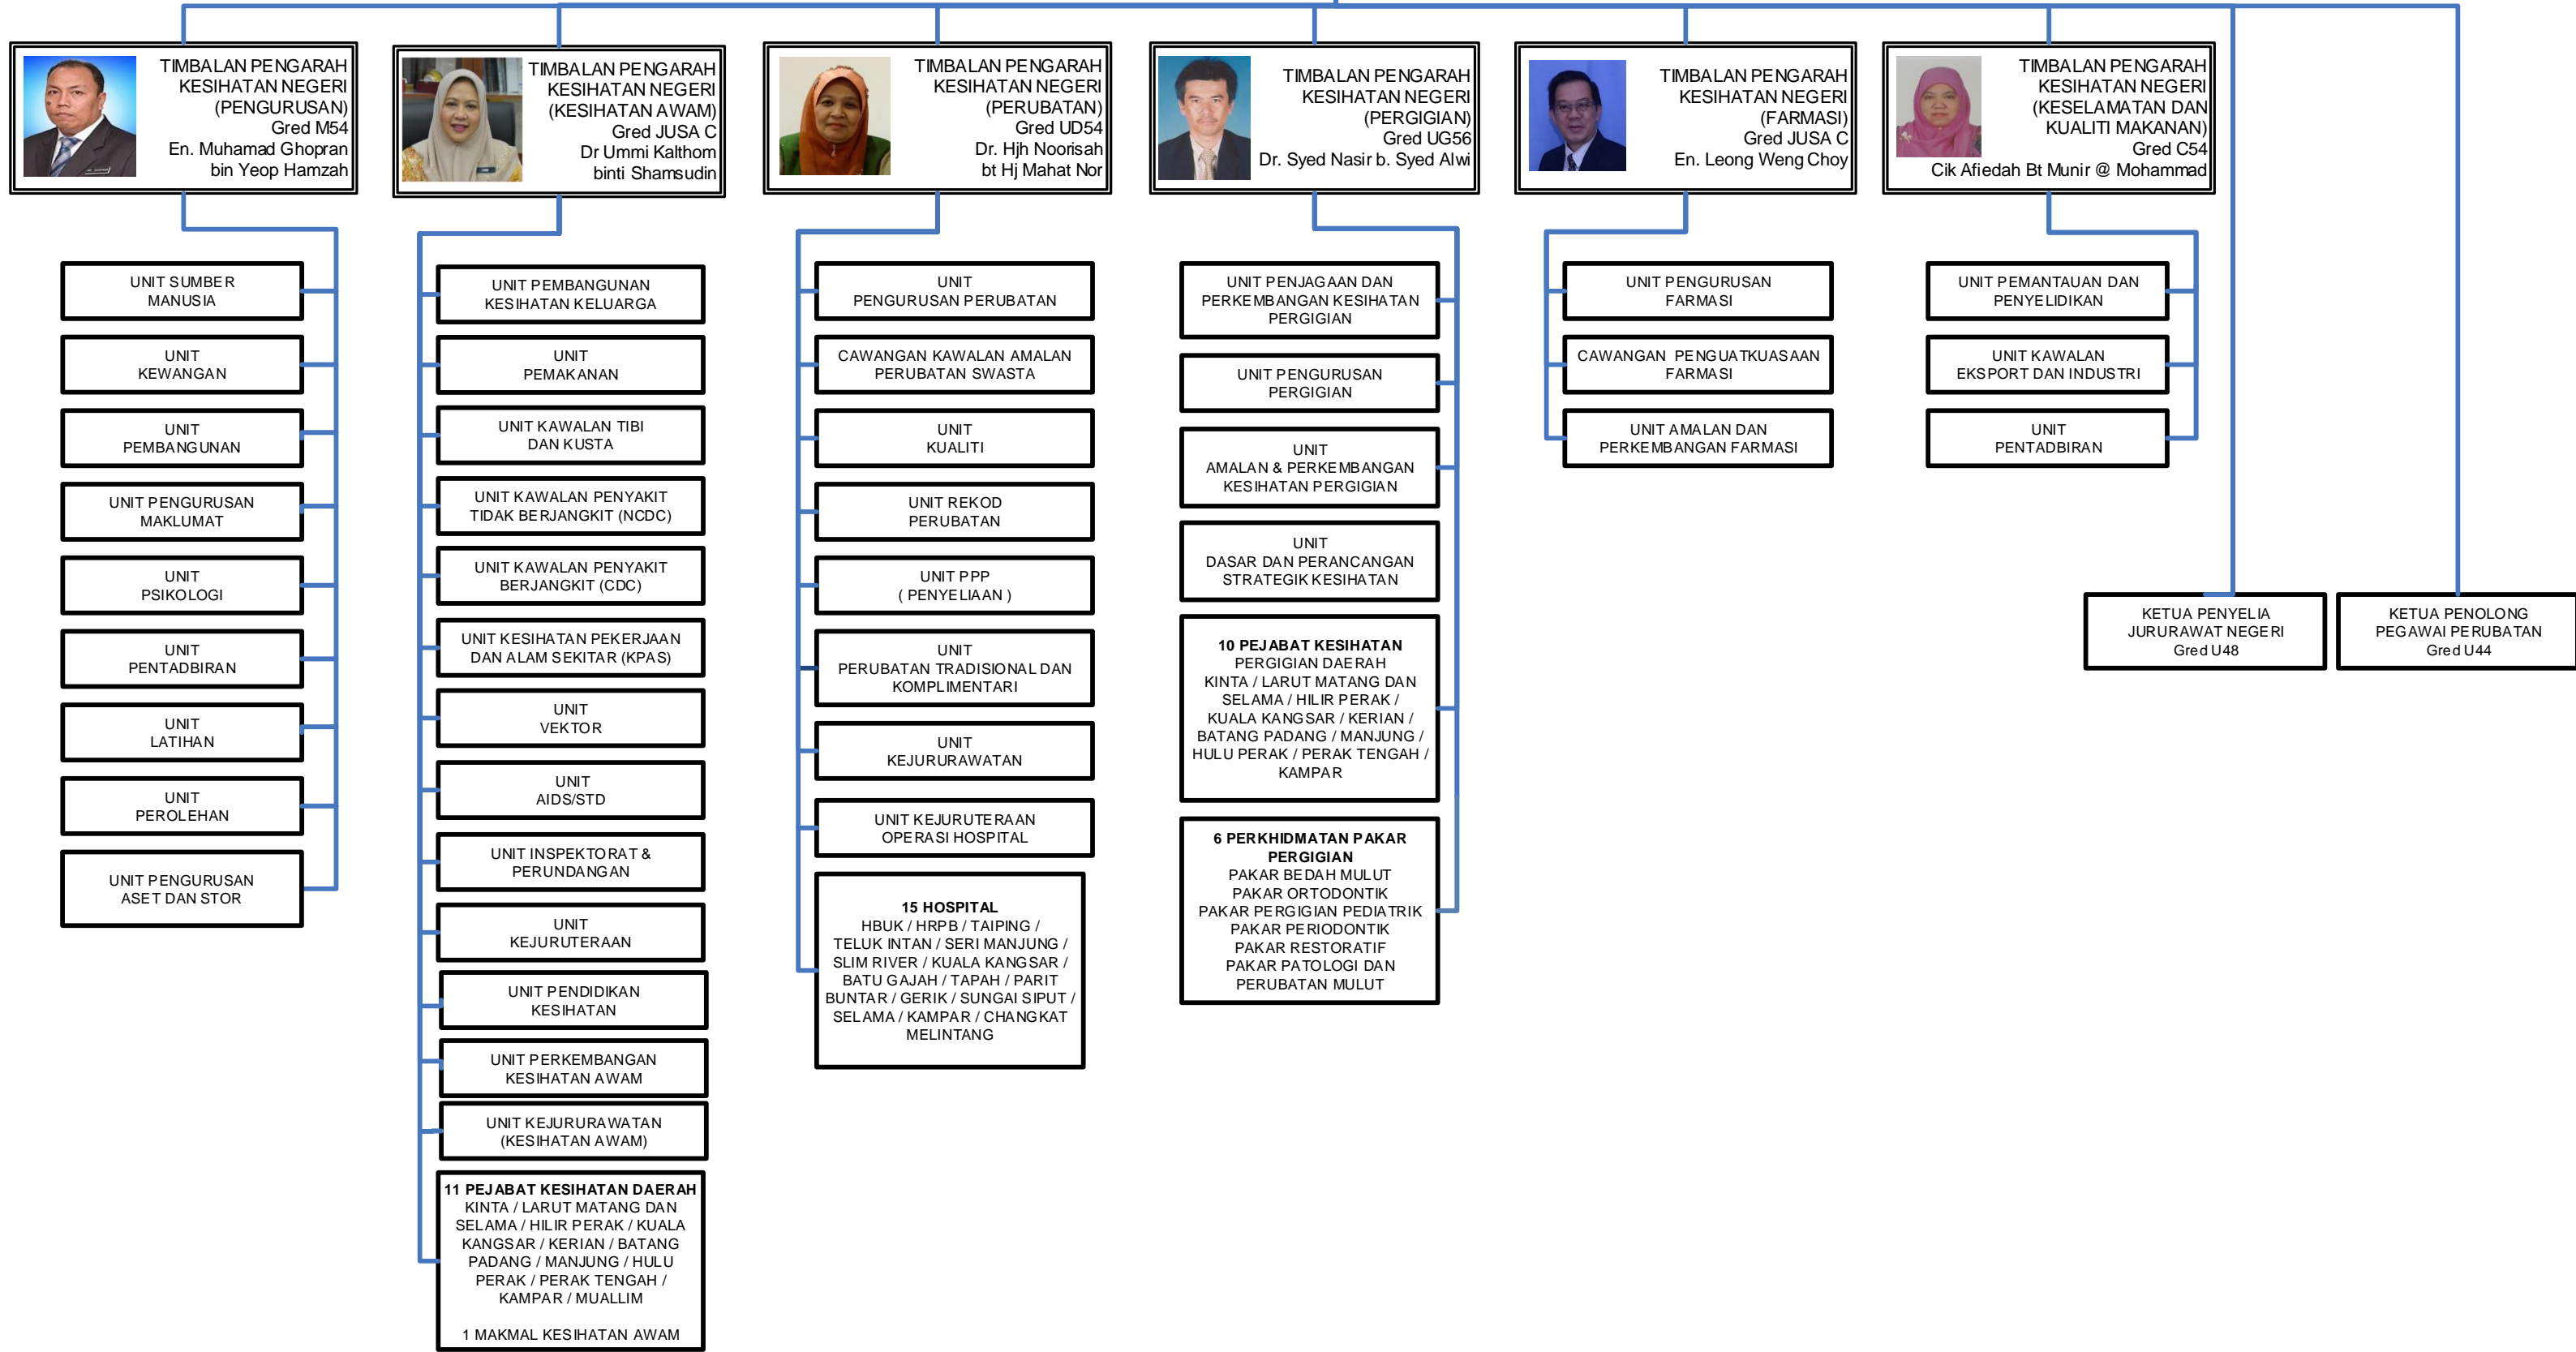 TIMBALAN PENGARAH
KESIHATAN NEGERI
(PENGURUSAN)
Gred M54
En. Muhamad Ghopran
bin Yeop Hamzah
TIMBALAN PENGARAH
KESIHATAN NEGERI
(KESIHATAN AWAM)
Gred JUSA C
Dr Ummi Kalthom
binti Shamsudin
TIMBALAN PENGARAH
KESIHATAN NEGERI
(PERUBATAN)
Gred UD54
Dr. Hjh Noorisah
bt Hj Mahat Nor
TIMBALAN PENGARAH
KESIHATAN NEGERI
(PERGIGIAN)
Gred UG56
Dr. Syed Nasir b. Syed Alwi
TIMBALAN PENGARAH
KESIHATAN NEGERI
(FARMASI)
Gred JUSA C
En. Leong Weng Choy
TIMBALAN PENGARAH
KESIHATAN NEGERI
(KESELAMATAN DAN
KUALITI MAKANAN)
Gred C54
Cik Afiedah Bt Munir @ Mohammad
UNIT SUMBER
MANUSIA
UNIT
KEWANGAN
UNIT
PEMBANGUNAN
UNIT PENGURUSAN
MAKLUMAT
UNIT
PSIKOLOGI
UNIT
PENTADBIRAN
UNIT
LATIHAN
UNIT
PEROLEHAN
UNIT PENGURUSAN
ASET DAN STOR
UNIT PEMBANGUNAN
KESIHATAN KELUARGA
UNIT
PEMAKANAN
UNIT KAWALAN TIBI
DAN KUSTA
UNIT KAWALAN PENYAKIT
TIDAK BERJANGKIT (NCDC)
UNIT KAWALAN PENYAKIT
BERJANGKIT (CDC)
UNIT KESIHATAN PEKERJAAN
DAN ALAM SEKITAR (KPAS)
UNIT
VEKTOR
UNIT
AIDS/STD
UNIT INSPEKTORAT &
PERUNDANGAN
UNIT
KEJURUTERAAN
UNIT PENDIDIKAN
KESIHATAN
UNIT PERKEMBANGAN
KESIHATAN AWAM
UNIT KEJURURAWATAN
(KESIHATAN AWAM)
11 PEJABAT KESIHATAN DAERAH
KINTA / LARUT MATANG DAN
SELAMA / HILIR PERAK / KUALA
KANGSAR / KERIAN / BATANG
PADANG / MANJUNG / HULU
PERAK / PERAK TENGAH /
KAMPAR / MUALLIM
1 MAKMAL KESIHATAN AWAM
UNIT
PENGURUSAN PERUBATAN
CAWANGAN KAWALAN AMALAN
PERUBATAN SWASTA
UNIT
KUALITI
UNIT REKOD
PERUBATAN
UNIT PPP
( PENYELIAAN )
UNIT
PERUBATAN TRADISIONAL DAN
KOMPLIMENTARI
UNIT
KEJURURAWATAN
UNIT KEJURUTERAAN
OPERASI HOSPITAL
15 HOSPITAL
HBUK / HRPB / TAIPING /
TELUK INTAN / SERI MANJUNG /
SLIM RIVER / KUALA KANGSAR /
BATU GAJAH / TAPAH / PARIT
BUNTAR / GERIK / SUNGAI SIPUT /
SELAMA / KAMPAR / CHANGKAT
MELINTANG
UNIT PENJAGAAN DAN
PERKEMBANGAN KESIHATAN
PERGIGIAN
UNIT PENGURUSAN
PERGIGIAN
UNIT
AMALAN & PERKEMBANGAN
KESIHATAN PERGIGIAN
UNIT
DASAR DAN PERANCANGAN
STRATEGIK KESIHATAN
10 PEJABAT KESIHATAN
PERGIGIAN DAERAH
KINTA / LARUT MATANG DAN
SELAMA / HILIR PERAK /
KUALA KANGSAR / KERIAN /
BATANG PADANG / MANJUNG /
HULU PERAK / PERAK TENGAH /
KAMPAR
6 PERKHIDMATAN PAKAR
PERGIGIAN
PAKAR BEDAH MULUT
PAKAR ORTODONTIK
PAKAR PERGIGIAN PEDIATRIK
PAKAR PERIODONTIK
PAKAR RESTORATIF
PAKAR PATOLOGI DAN
PERUBATAN MULUT
UNIT PENGURUSAN
FARMASI
CAWANGAN PENGUATKUASAAN
FARMASI
UNIT AMALAN DAN
PERKEMBANGAN FARMASI
UNIT PEMANTAUAN DAN
PENYELIDIKAN
UNIT KAWALAN
EKSPORT DAN INDUSTRI
UNIT
PENTADBIRAN
KETUA PENYELIA
JURURAWAT NEGERI
Gred U48
KETUA PENOLONG
PEGAWAI PERUBATAN
Gred U44